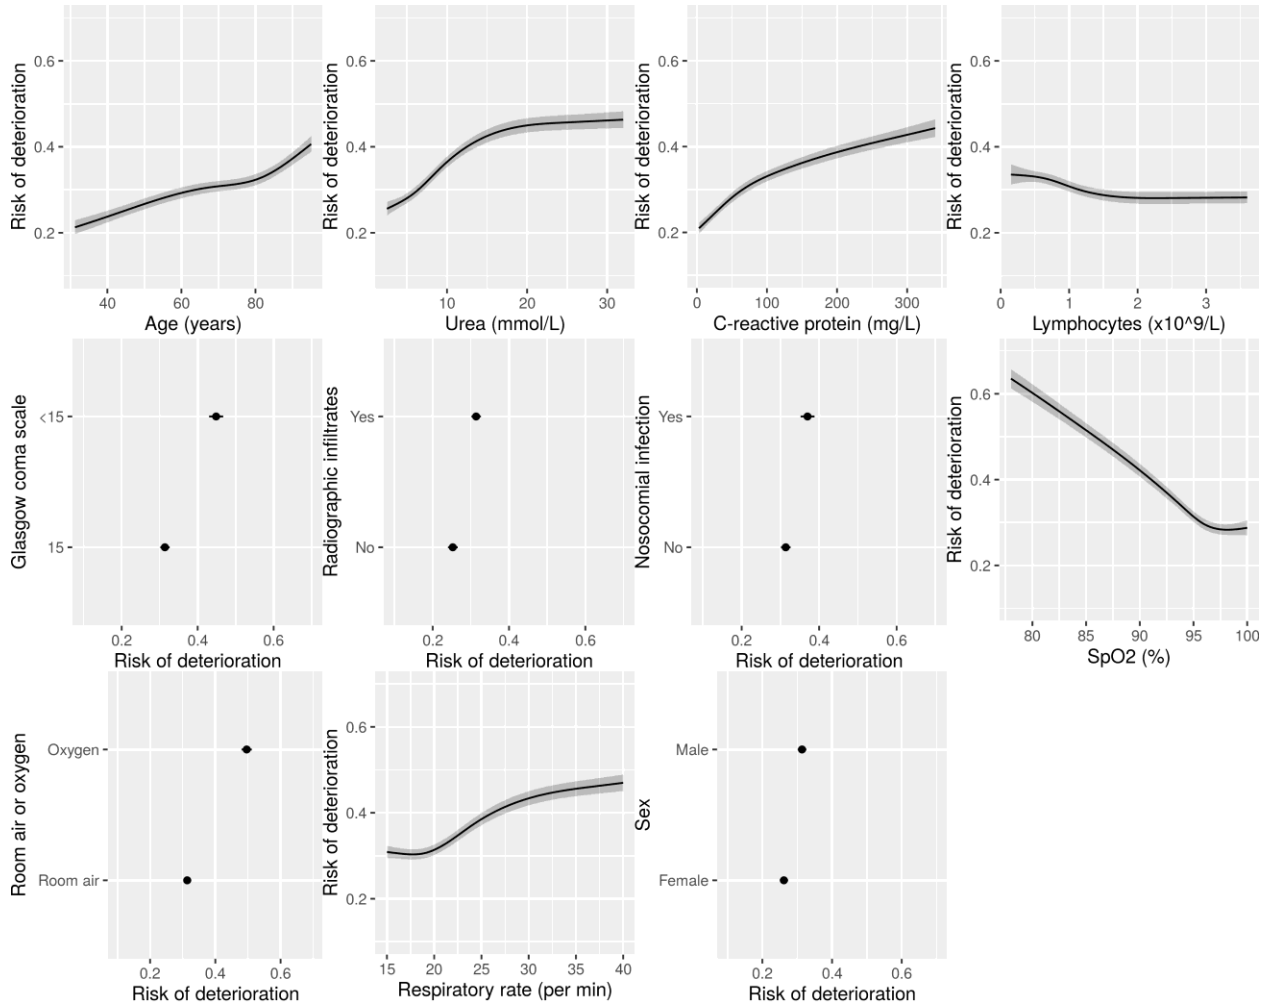 Risk of deterioration
0.6
0.4
0.2
40 60 80
Age (years)
Risk of deterioration
0.6
0.4
0.2
10 20 30
Urea (mmol/L)
Risk of deterioration
0.6
0.4
0.2
0 100 200 300
C-reactive protein (mg/L)
Risk of deterioration
0.6
0.4
0.2
0 1 2 3
Lymphocytes (x10^9/L)
Glasgow coma scale
<15
15
0.2 0.4 0.6
Risk of deterioration
Radiographic infiltrates
Yes
No
0.2 0.4 0.6
Risk of deterioration
Nosocomial infection
Yes
No
0.2 0.4 0.6
Risk of deterioration
Risk of deterioration
0.6
0.4
0.2
80 85 90 95 100
SpO2 (%)
Room air or oxygen
Oxygen
Room air
0.2 0.4 0.6
Risk of deterioration
Risk of deterioration
0.6
0.4
0.2
15 20 25 30 35 40
Respiratory rate (per min)
Sex
Male
Female
0.2 0.4 0.6
Risk of deterioration